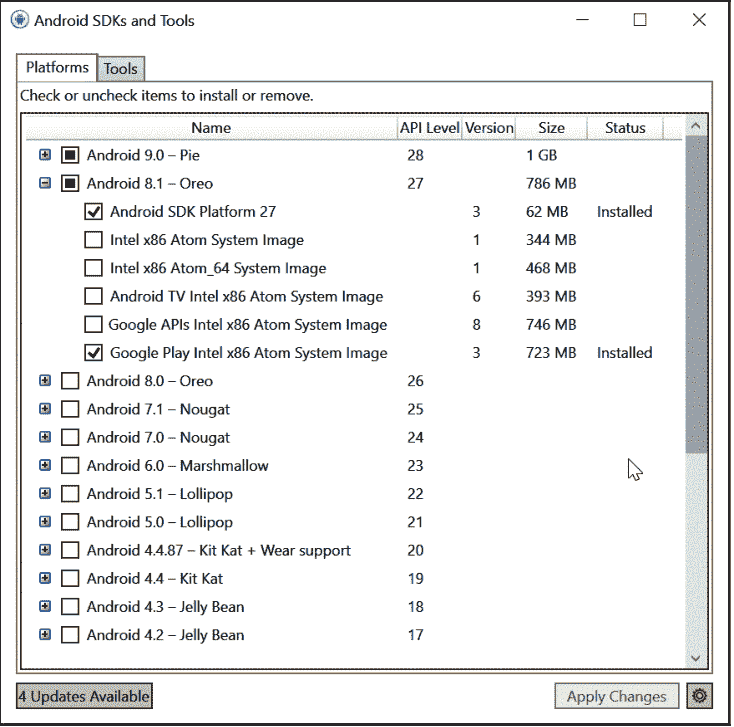 Android SDKs and Tools
Platforms Tools
Check or uncheck items to install or remove.
Name API Level Version Size Status
Android 9.0 – Pie 28 1 GB
Android 8.1 – Oreo 27 786 MB
Android SDK Platform 27 3 62 MB Installed
Intel x86 Atom System Image 1 344 MB
Intel x86 Atom_64 System Image 1 468 MB
Android TV Intel x86 Atom System Image 6 393 MB
Google APIs Intel x86 Atom System Image 8 746 MB
Google Play Intel x86 Atom System Image 3 723 MB Installed
Android 8.0 – Oreo 26
Android 7.1 – Nougat 25
Android 7.0 – Nougat 24
Android 6.0 – Marshmallow 23
Android 5.1 – Lollipop 22
Android 5.0 – Lollipop 21
Android 4.4.87 – Kit Kat + Wear support 20
Android 4.4 – Kit Kat 19
Android 4.3 – Jelly Bean 18
Android 4.2 – Jelly Bean 17
4 Updates Available Apply Changes